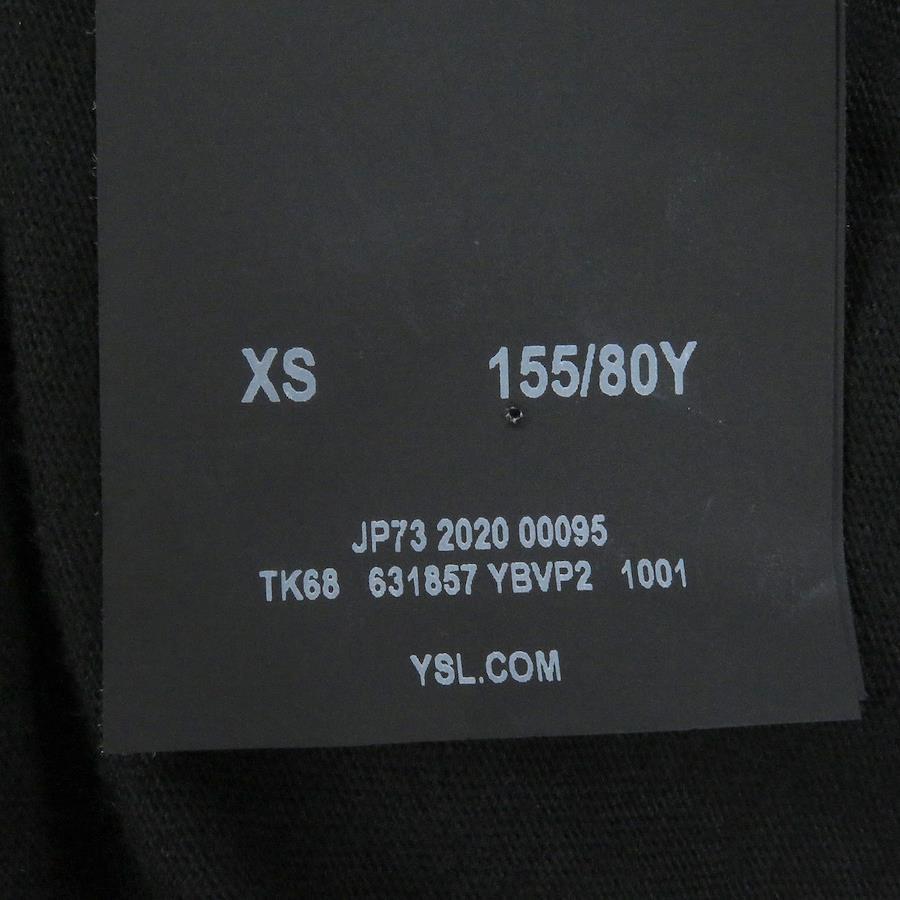 XS 155/80Y
JP73 2020 00095
TK68 631857 YBVP2 1001
YSL.COM